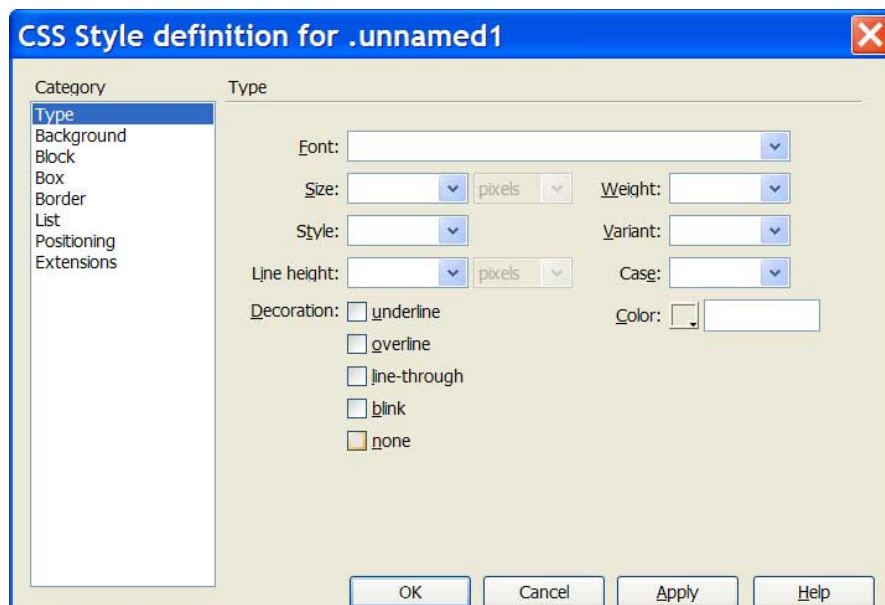 CSS Style definition for .unnamed1
Category
Type
Background
Block
Box
Border
List
Positioning
Extensions
Type
Font:
Size: pixels Weight:
Style: Variant:
Line height: pixels Case:
Decoration: underline Color:
overline
line-through
blink
none
OK Cancel Apply Help